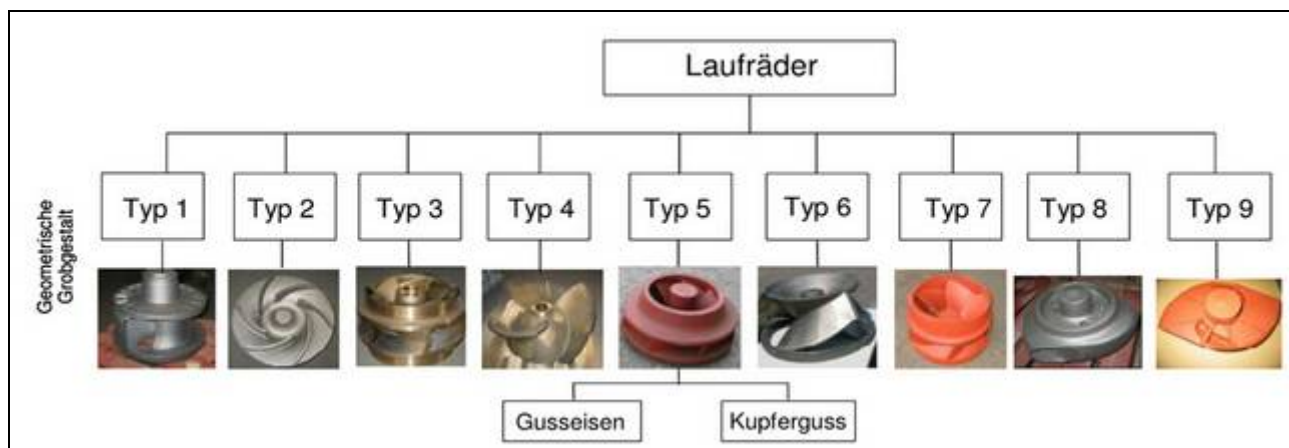 Laufräder
Geometrische
Grobgestalt
Typ 1
Typ 2
Typ 3
Typ 4
Typ 5
Typ 6
Typ 7
Typ 8
Typ 9
Gusseisen
Kupferguss